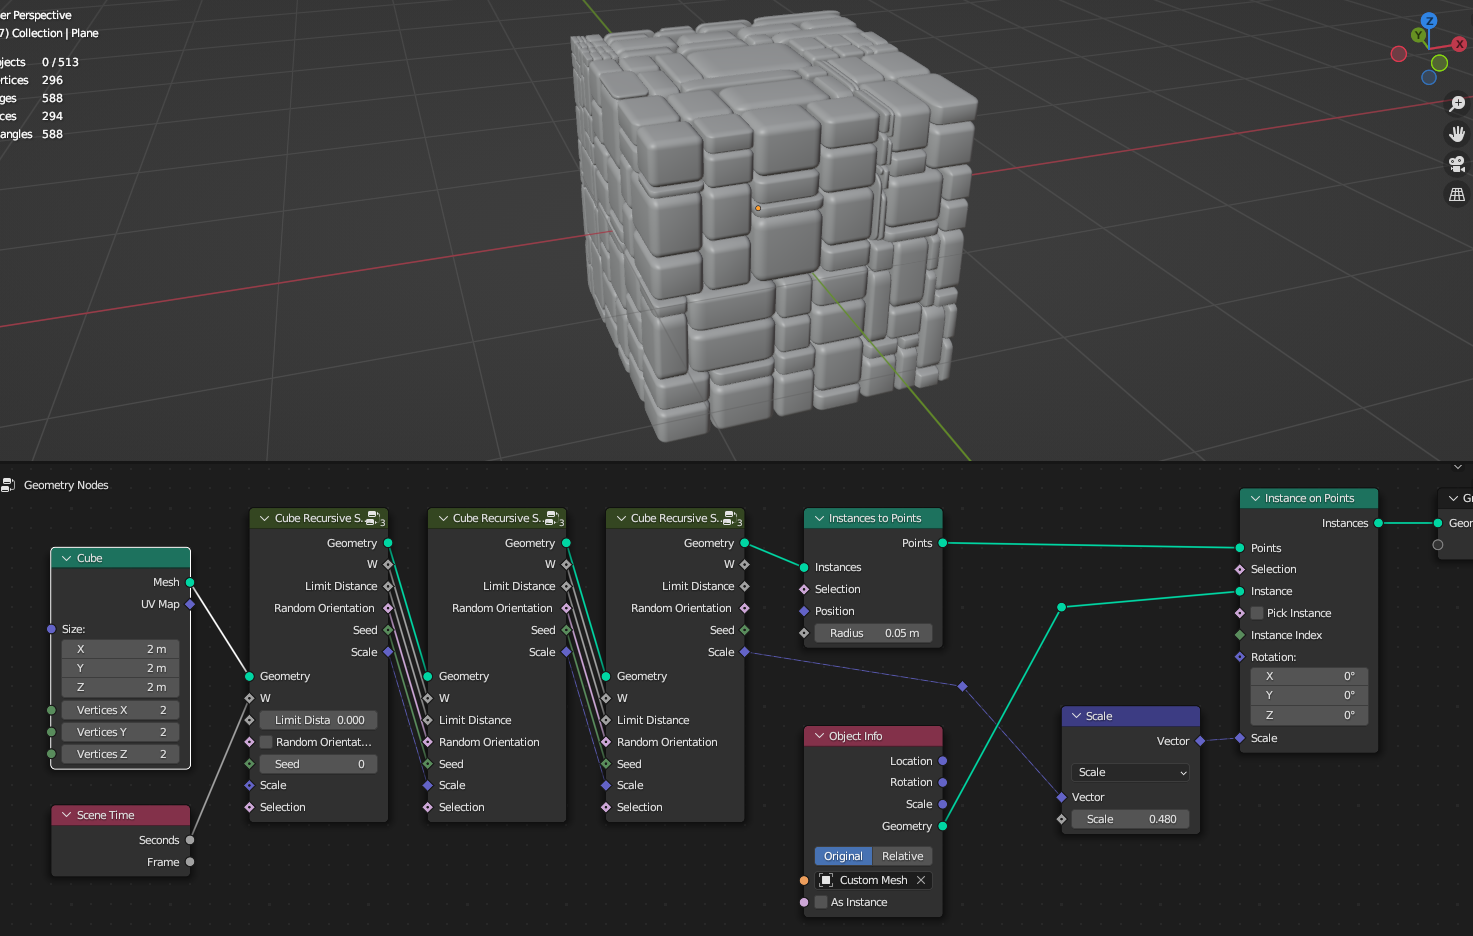 er Perspective
7) Collection | Plane
bjects 0 / 513
rtices 296
ges 588
ces 294
angles 588
Z
Y
X
Geometry Nodes
Cube
Mesh
UV Map
Size:
X 2 m
Y 2 m
Z 2 m
Vertices X 2
Vertices Y 2
Vertices Z 2
Scene Time
Seconds
Frame
Cube Recursive S.. 3
Geometry
W
Limit Distance
Random Orientation
Seed
Scale
Geometry
W
Limit Dista 0.000
Random Orientat...
Seed 0
Scale
Selection
Cube Recursive S.. 3
Geometry
W
Limit Distance
Random Orientation
Seed
Scale
Geometry
W
Limit Distance
Random Orientation
Seed
Scale
Selection
Cube Recursive S.. 3
Geometry
W
Limit Distance
Random Orientation
Seed
Scale
Geometry
W
Limit Distance
Random Orientation
Seed
Scale
Selection
Instances to Points
Points
Instances
Selection
Position
Radius 0.05 m
Object Info
Location
Rotation
Scale
Geometry
Original Relative
Custom Mesh
As Instance
Scale
Vector
Scale
Vector
Scale 0.480
Instance on Points
Instances
Points
Selection
Instance
Pick Instance
Instance Index
Rotation:
X 0°
Y 0°
Z 0°
Scale
Gr
Geor